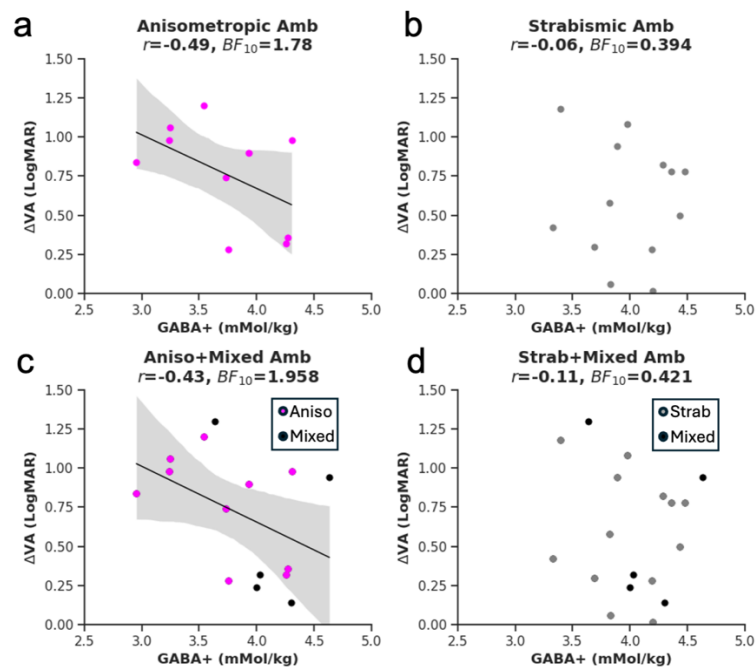 a
Anisometropic Amb
r=-0.49, BF10=1.78
1.50
1.25
1.00
0.75
0.50
0.25
0.00
ΔVA (LogMAR)
2.5 3.0 3.5 4.0 4.5 5.0
GABA+ (mMol/kg)
b
Strabismic Amb
r=-0.06, BF10=0.394
1.50
1.25
1.00
0.75
0.50
0.25
0.00
ΔVA (LogMAR)
2.5 3.0 3.5 4.0 4.5 5.0
GABA+ (mMol/kg)
c
Aniso+Mixed Amb
r=-0.43, BF10=1.958
Aniso
Mixed
1.50
1.25
1.00
0.75
0.50
0.25
0.00
ΔVA (LogMAR)
2.5 3.0 3.5 4.0 4.5 5.0
GABA+ (mMol/kg)
d
Strab+Mixed Amb
r=-0.11, BF10=0.421
Strab
Mixed
1.50
1.25
1.00
0.75
0.50
0.25
0.00
ΔVA (LogMAR)
2.5 3.0 3.5 4.0 4.5 5.0
GABA+ (mMol/kg)